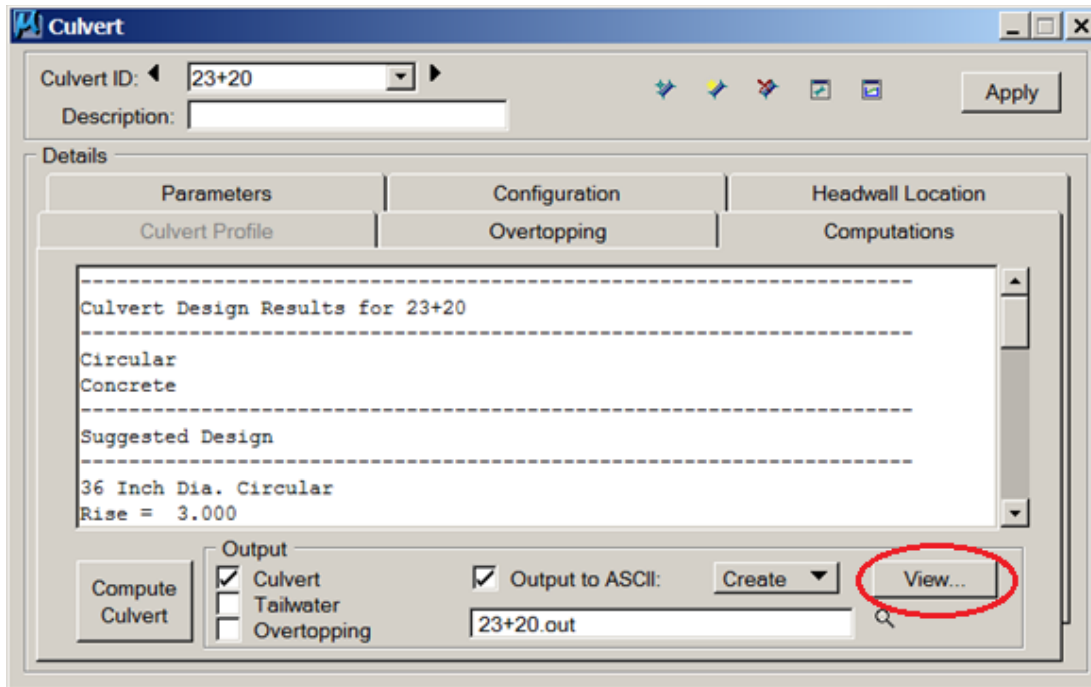 Culvert
Culvert ID: 23+20
Apply
Description:
Details
Parameters Configuration Headwall Location
Culvert Profile Overtopping Computations
--------------------------------------------------------------------
Culvert Design Results for 23+20
--------------------------------------------------------------------
Circular
Concrete
--------------------------------------------------------------------
Suggested Design
--------------------------------------------------------------------
36 Inch Dia. Circular
Rise =  3.000
Output
Compute
Culvert
Culvert
Tailwater
Overtopping
Output to ASCII: Create View...
23+20.out